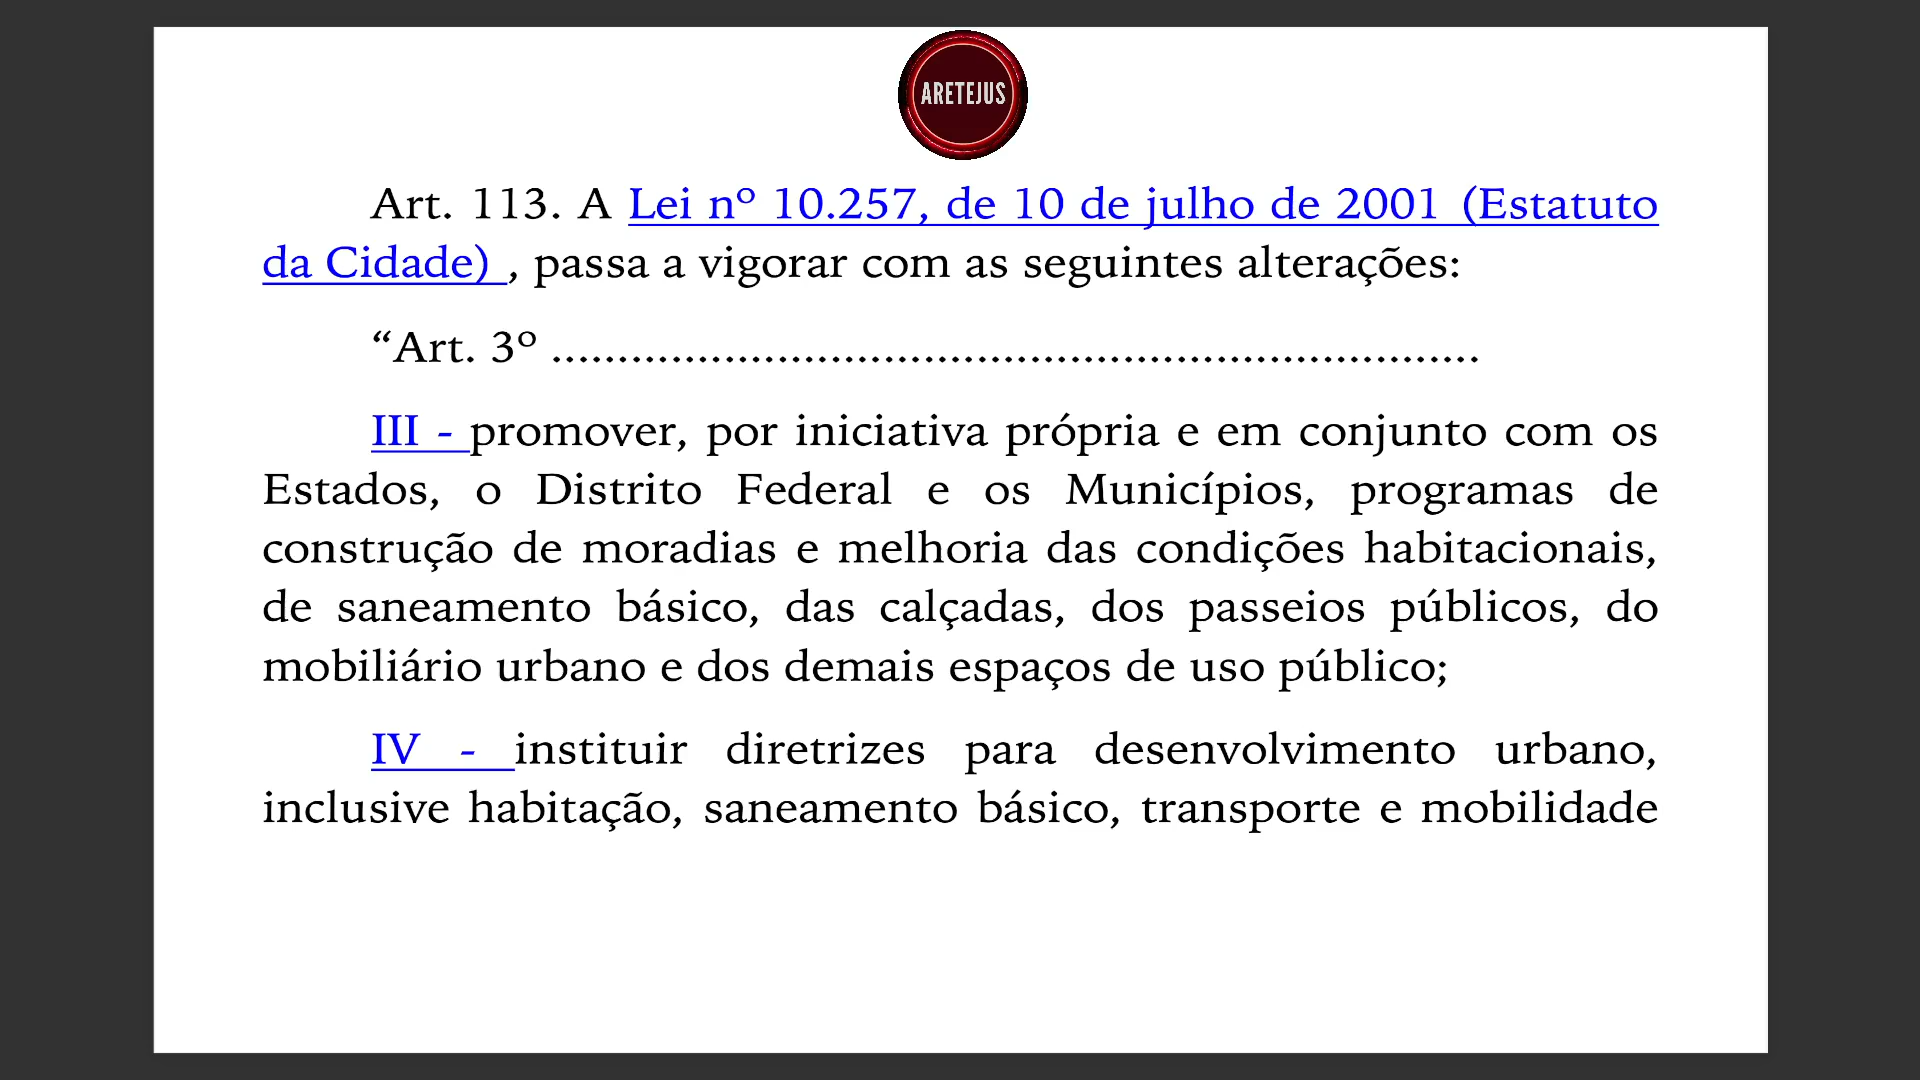 ARETEJUS
Art. 113. A Lei nº 10.257, de 10 de julho de 2001 (Estatuto
da Cidade) , passa a vigorar com as seguintes alterações:
“Art. 3º ......................................................................
III - promover, por iniciativa própria e em conjunto com os
Estados, o Distrito Federal e os Municípios, programas de
construção de moradias e melhoria das condições habitacionais,
de saneamento básico, das calçadas, dos passeios públicos, do
mobiliário urbano e dos demais espaços de uso público;
IV - instituir diretrizes para desenvolvimento urbano,
inclusive habitação, saneamento básico, transporte e mobilidade